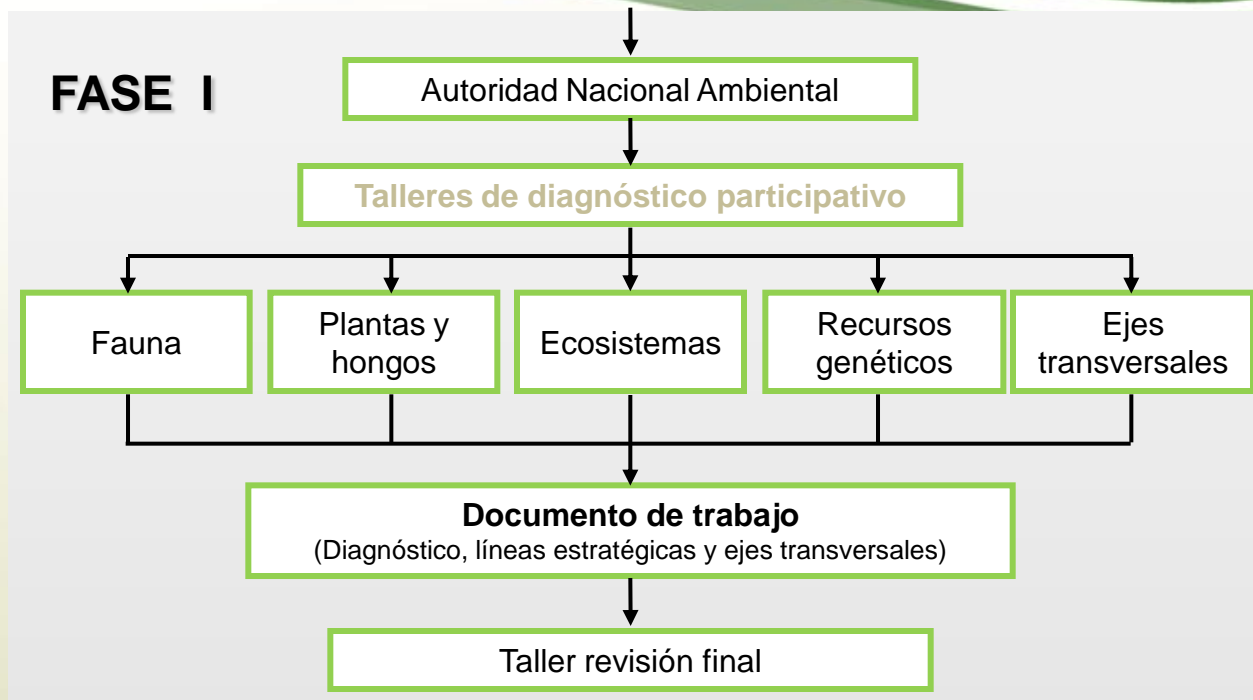 FASE I
Autoridad Nacional Ambiental
Talleres de diagnóstico participativo
Fauna
Plantas y
hongos
Ecosistemas
Recursos
genéticos
Ejes
transversales
Documento de trabajo
(Diagnóstico, líneas estratégicas y ejes transversales)
Taller revisión final